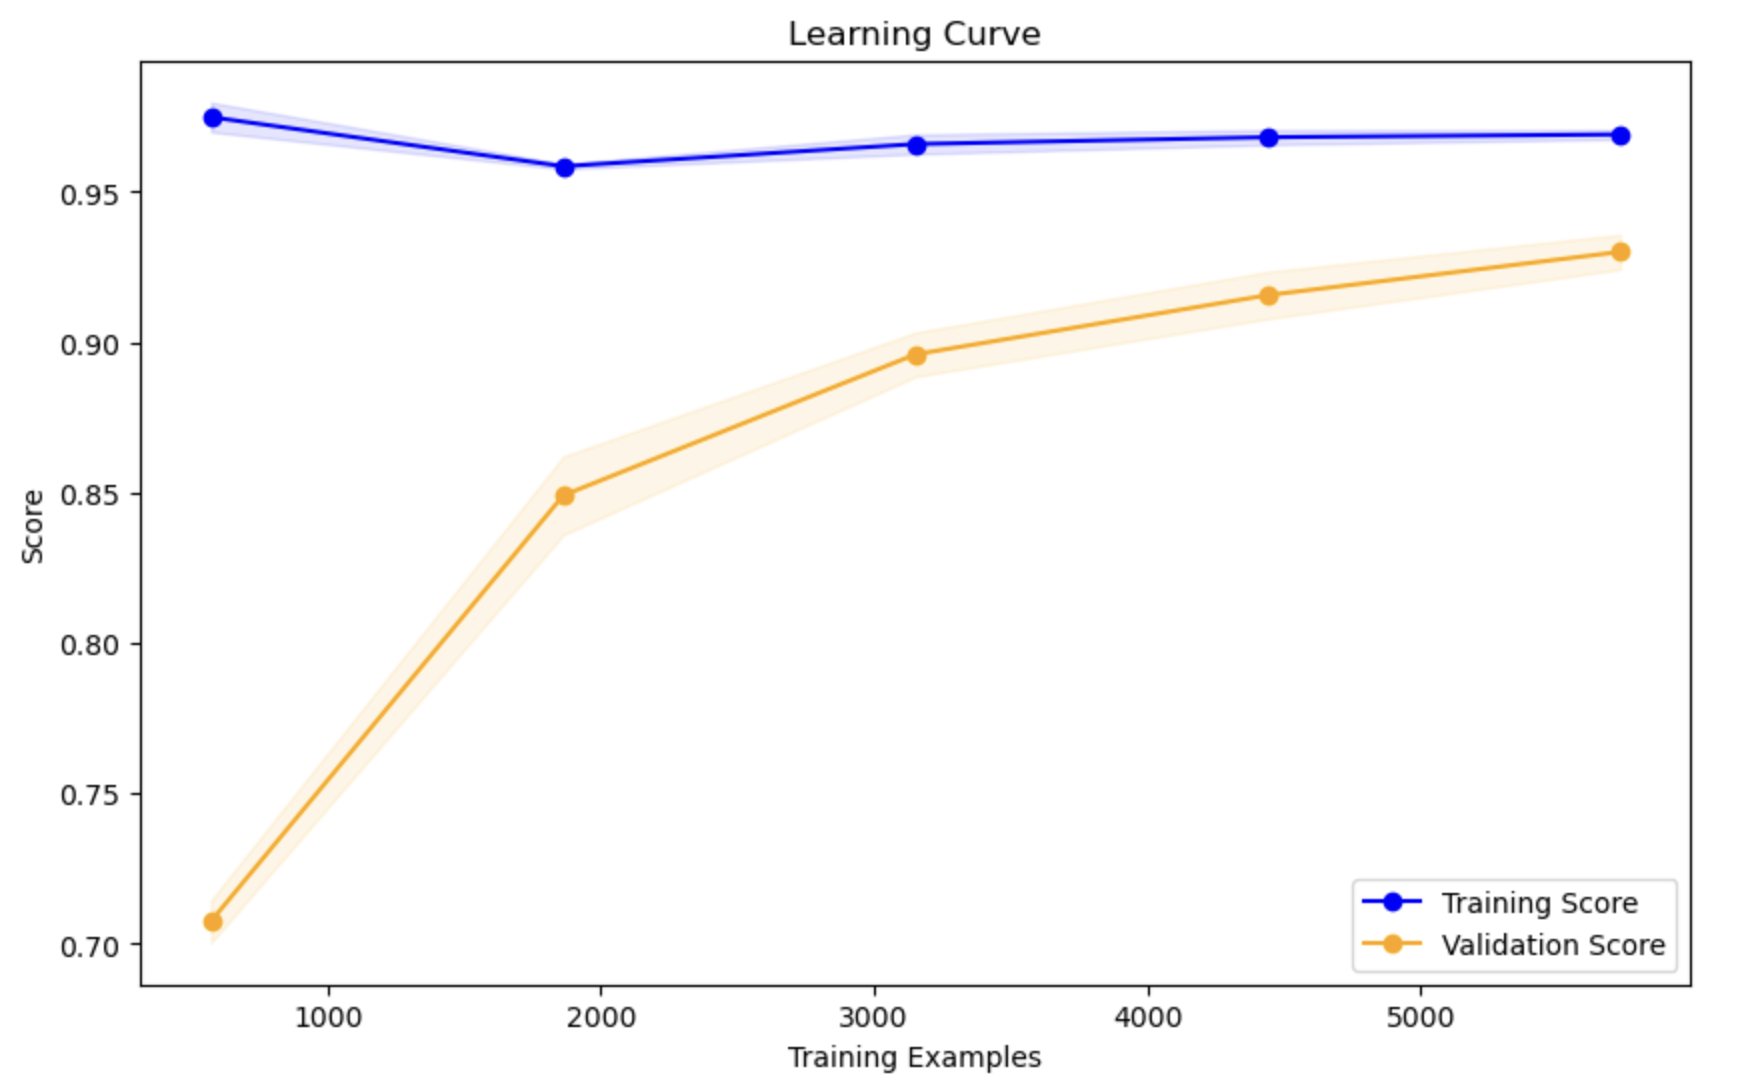 Learning Curve
0.95
0.90
0.85
0.80
0.75
0.70
Score
1000
2000
3000
4000
5000
Training Examples
Training Score
Validation Score